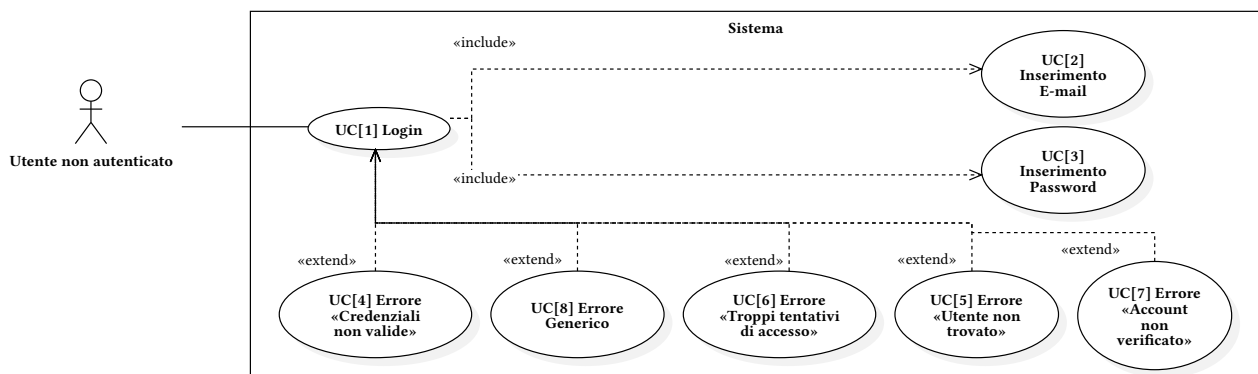 Sistema
«include»
UC[2]
Inserimento
E-mail
UC[1] Login
Utente non autenticato
«include»
UC[3]
Inserimento
Password
«extend»
«extend»
«extend»
«extend»
«extend»
UC[4] Errore
«Credenziali
non valide»
UC[8] Errore
Generico
UC[6] Errore
«Troppi tentativi
di accesso»
UC[5] Errore
«Utente non
trovato»
UC[7] Errore
«Account
non
verificato»